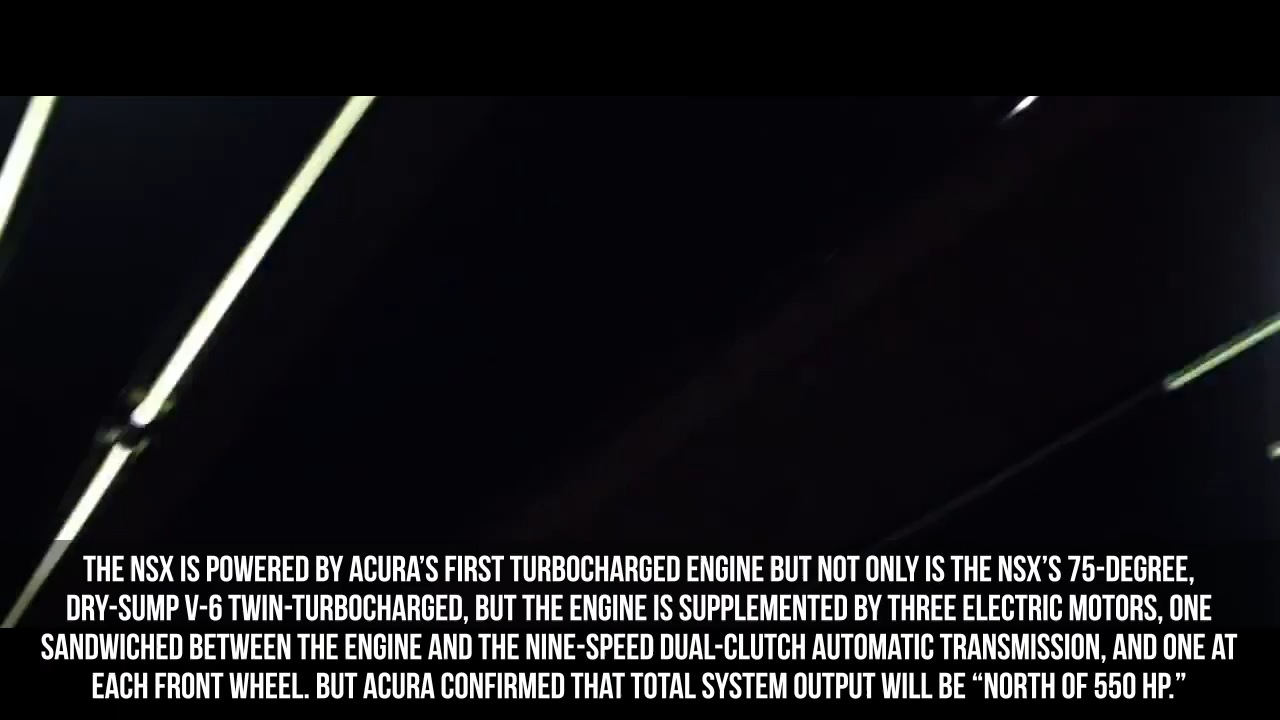 THE NSX IS POWERED BY ACURA’S FIRST TURBOCHARGED ENGINE BUT NOT ONLY IS THE NSX’S 75-DEGREE,
DRY-SUMP V-6 TWIN-TURBOCHARGED, BUT THE ENGINE IS SUPPLEMENTED BY THREE ELECTRIC MOTORS, ONE
SANDWICHED BETWEEN THE ENGINE AND THE NINE-SPEED DUAL-CLUTCH AUTOMATIC TRANSMISSION, AND ONE AT
EACH FRONT WHEEL. BUT ACURA CONFIRMED THAT TOTAL SYSTEM OUTPUT WILL BE “NORTH OF 550 HP.”